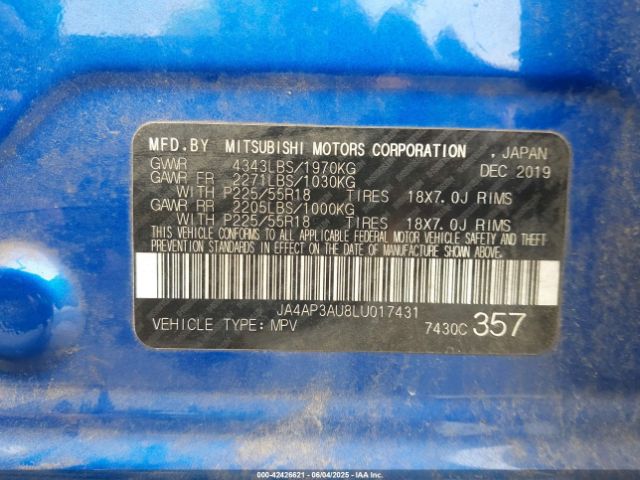 MFD.BY MITSUBISHI MOTORS CORPORATION , JAPAN
GVWR 4343LBS/1970KG DEC 2019
GAWR FR 2271LBS/1030KG
WITH P225/55R18 TIRES 18X7.0J RIMS
GAWR RR 2205LBS/1000KG
WITH P225/55R18 TIRES 18X7.0J RIMS
THIS VEHICLE CONFORMS TO ALL APPLICABLE FEDERAL MOTOR VEHICLE SAFETY AND THEFT
PREVENTION STANDARDS IN EFFECT ON THE DATE OF MANUFACTURE SHOWN ABOVE.
JA4AP3AU8LU017431
VEHICLE TYPE: MPV 7430C 357
000-42426621 - 06/04/2025 - IAAI.COM